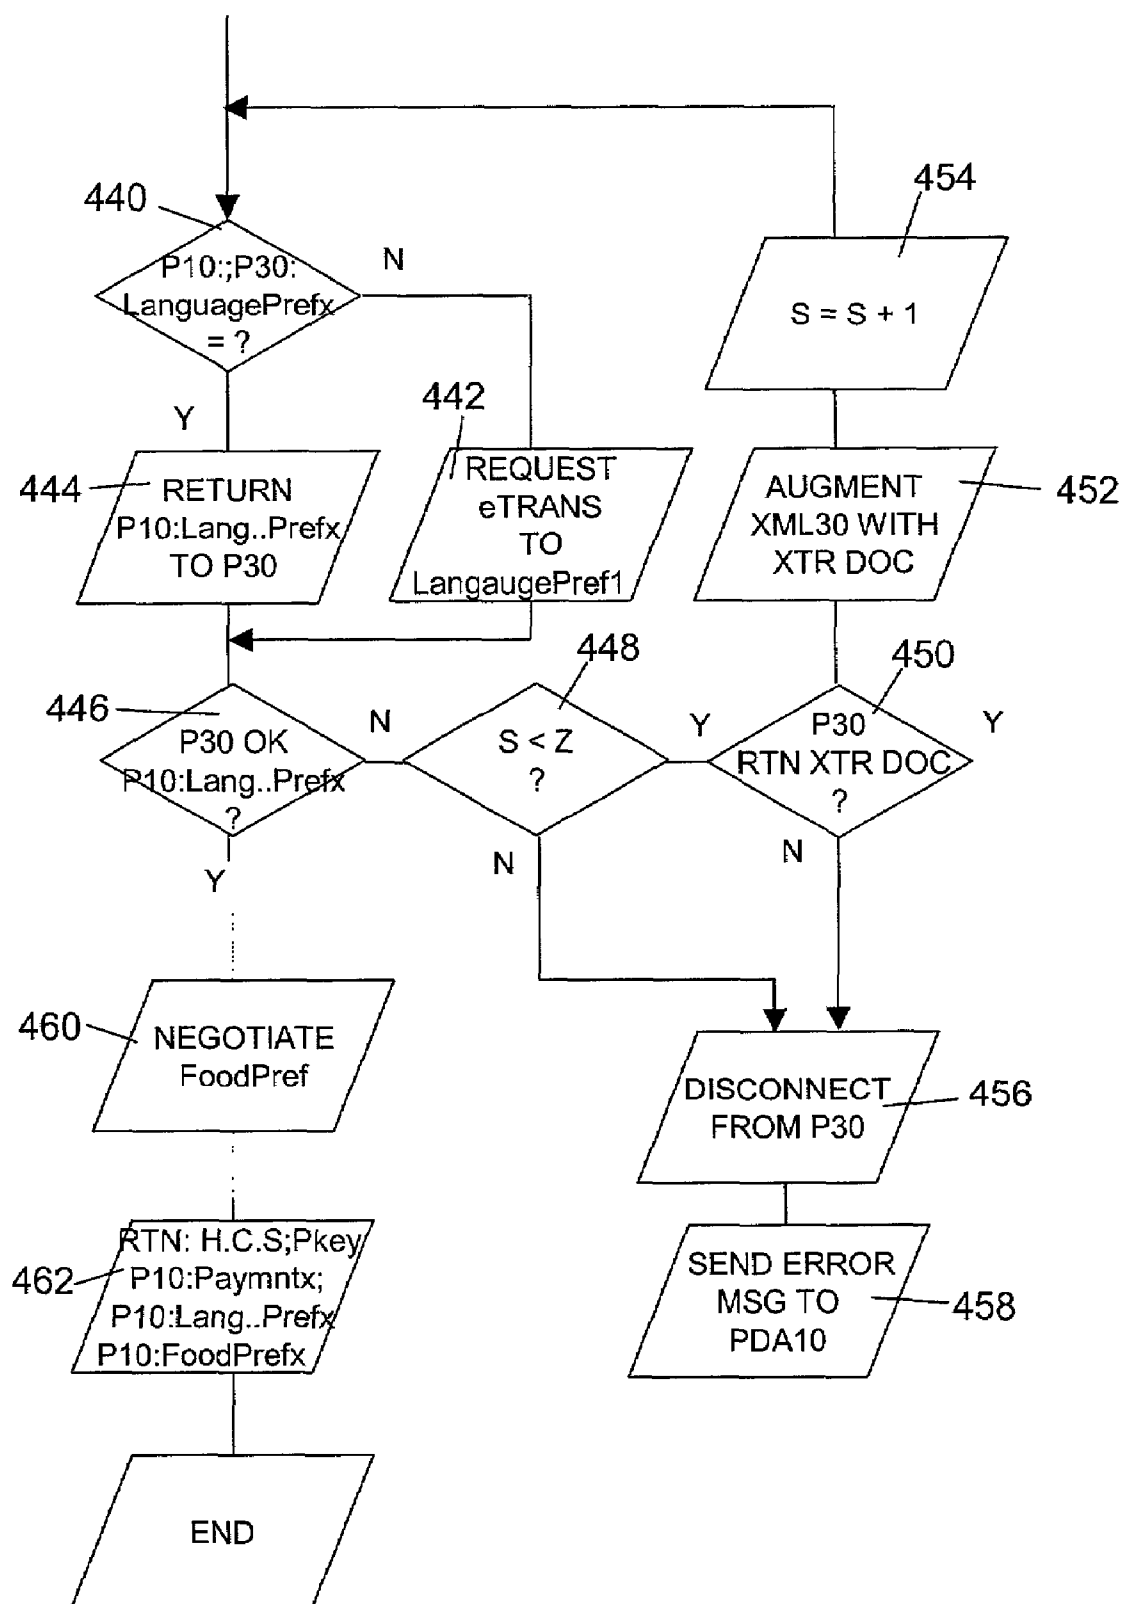 440
P10:;P30:
LanguagePrefx
= ?
N
Y
454
S = S + 1
442
REQUEST
eTRANS
TO
LangaugePref1
444
RETURN
P10:Lang..Prefx
TO P30
AUGMENT
XML30 WITH
XTR DOC
452
446
P30 OK
P10:Lang..Prefx
?
N
Y
448
S < Z
?
Y
N
450
P30
RTN XTR DOC
?
Y
N
460
NEGOTIATE
FoodPref
DISCONNECT
FROM P30
456
462
RTN: H.C.S;Pkey
P10:Paymntx;
P10:Lang..Prefx
P10:FoodPrefx
SEND ERROR
MSG TO
PDA10
458
END